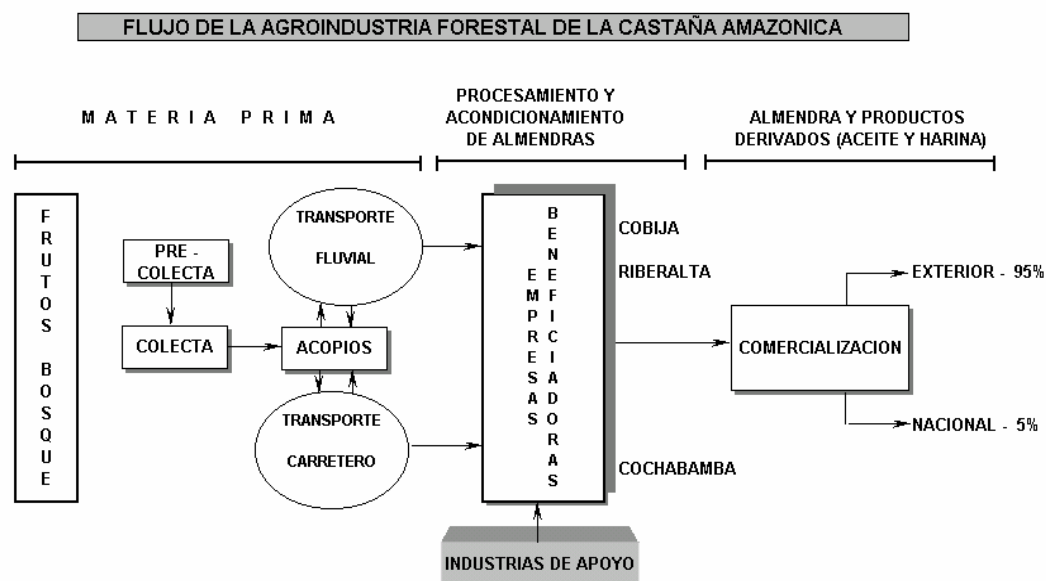 FLUJO DE LA AGROINDUSTRIA FORESTAL DE LA CASTAÑA AMAZONICA
MATERIA PRIMA
PROCESAMIENTO Y
ACONDICIONAMIENTO
DE ALMENDRAS
ALMENDRA Y PRODUCTOS
DERIVADOS (ACEITE Y HARINA)
FRUTOS BOSQUE
PRE -
COLECTA
COLECTA
TRANSPORTE
FLUVIAL
ACOPIOS
TRANSPORTE
CARRETERO
EMPRESAS
BENEFICIADORAS
COBIJA
RIBERALTA
COCHABAMBA
COMERCIALIZACION
EXTERIOR - 95%
NACIONAL - 5%
INDUSTRIAS DE APOYO